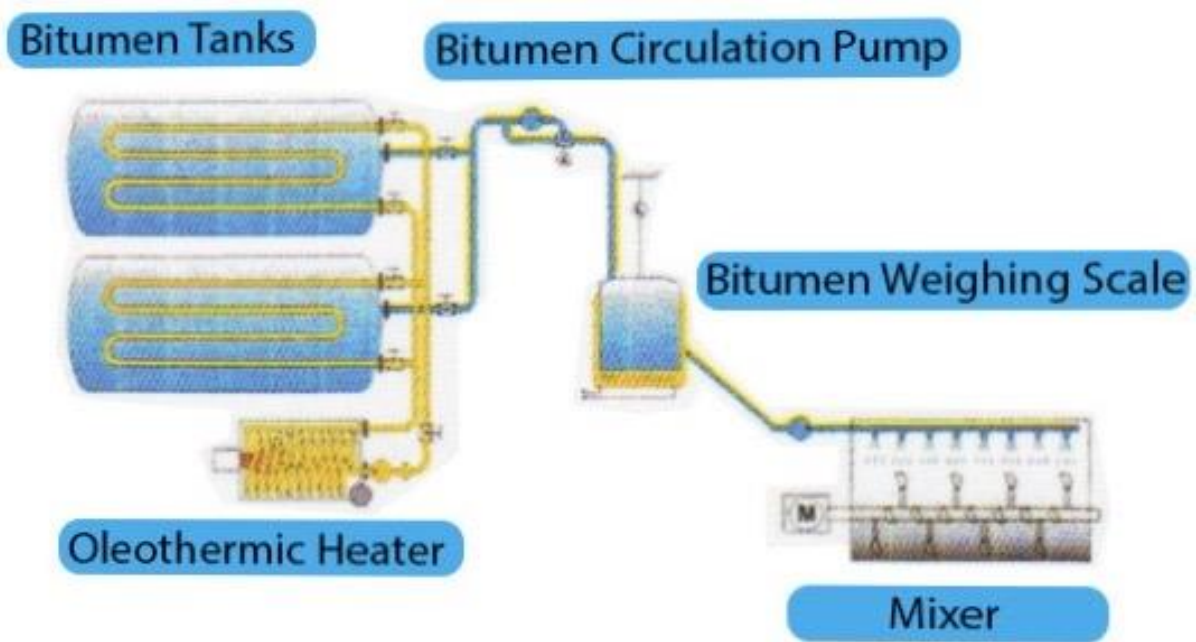 Bitumen Tanks
Bitumen Circulation Pump
Bitumen Weighing Scale
Oleothermic Heater
M
Mixer